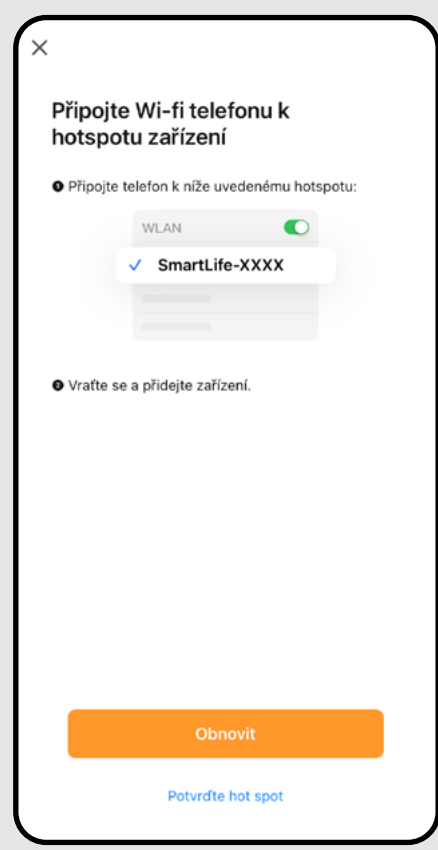 Připojte Wi-fi telefonu k
hotspotu zařízení
❶ Připojte telefon k níže uvedenému hotspotu:
WLAN
✓ SmartLife-XXXX
❷ Vraťte se a přidejte zařízení.
Obnovit
Potvrďte hot spot